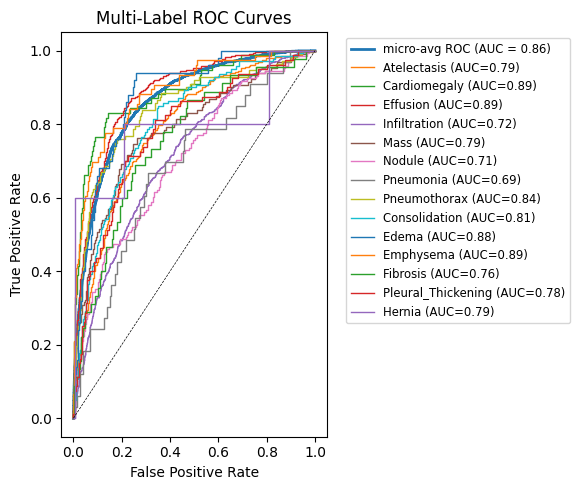 Multi-Label ROC Curves
True Positive Rate
1.0
0.8
0.6
0.4
0.2
0.0
0.0 0.2 0.4 0.6 0.8 1.0
False Positive Rate
micro-avg ROC (AUC = 0.86)
Atelectasis (AUC=0.79)
Cardiomegaly (AUC=0.89)
Effusion (AUC=0.89)
Infiltration (AUC=0.72)
Mass (AUC=0.79)
Nodule (AUC=0.71)
Pneumonia (AUC=0.69)
Pneumothorax (AUC=0.84)
Consolidation (AUC=0.81)
Edema (AUC=0.88)
Emphysema (AUC=0.89)
Fibrosis (AUC=0.76)
Pleural_Thickening (AUC=0.78)
Hernia (AUC=0.79)